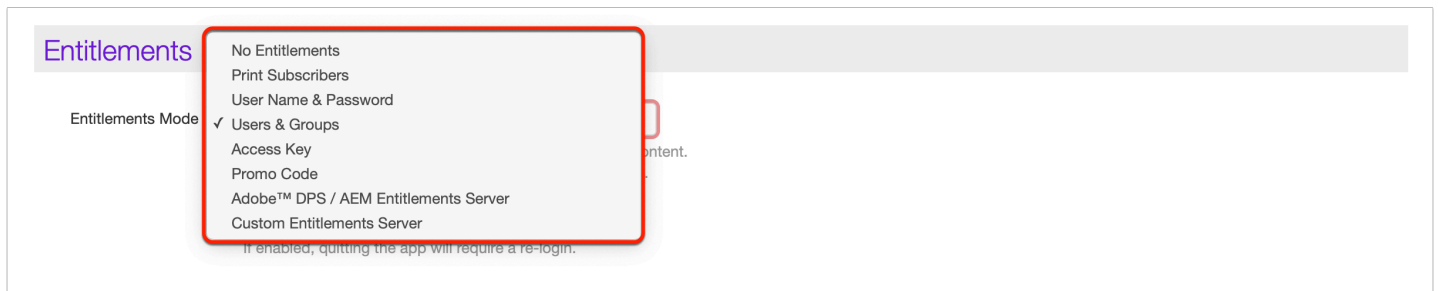 Entitlements
No Entitlements
Print Subscribers
User Name & Password
Entitlements Mode
✓ Users & Groups
Access Key
ontent.
Promo Code
Adobe™ DPS / AEM Entitlements Server
Custom Entitlements Server
If enabled, quitting the app will require a re-login.